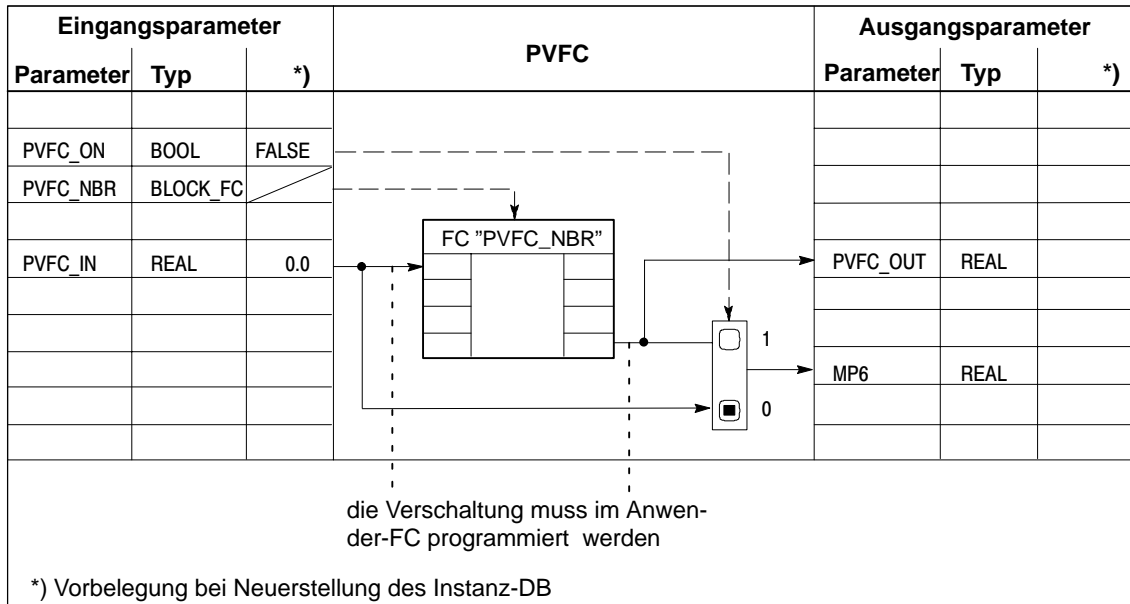 Eingangsparameter PVFC Ausgangsparameter
Parameter Typ *) Parameter Typ *)
PVFC_ON BOOL FALSE
PVFC_NBR BLOCK_FC
FC ”PVFC_NBR”
PVFC_IN REAL 0.0 PVFC_OUT REAL
1
MP6 REAL
0
die Verschaltung muss im Anwen-
der-FC programmiert werden
*) Vorbelegung bei Neuerstellung des Instanz-DB